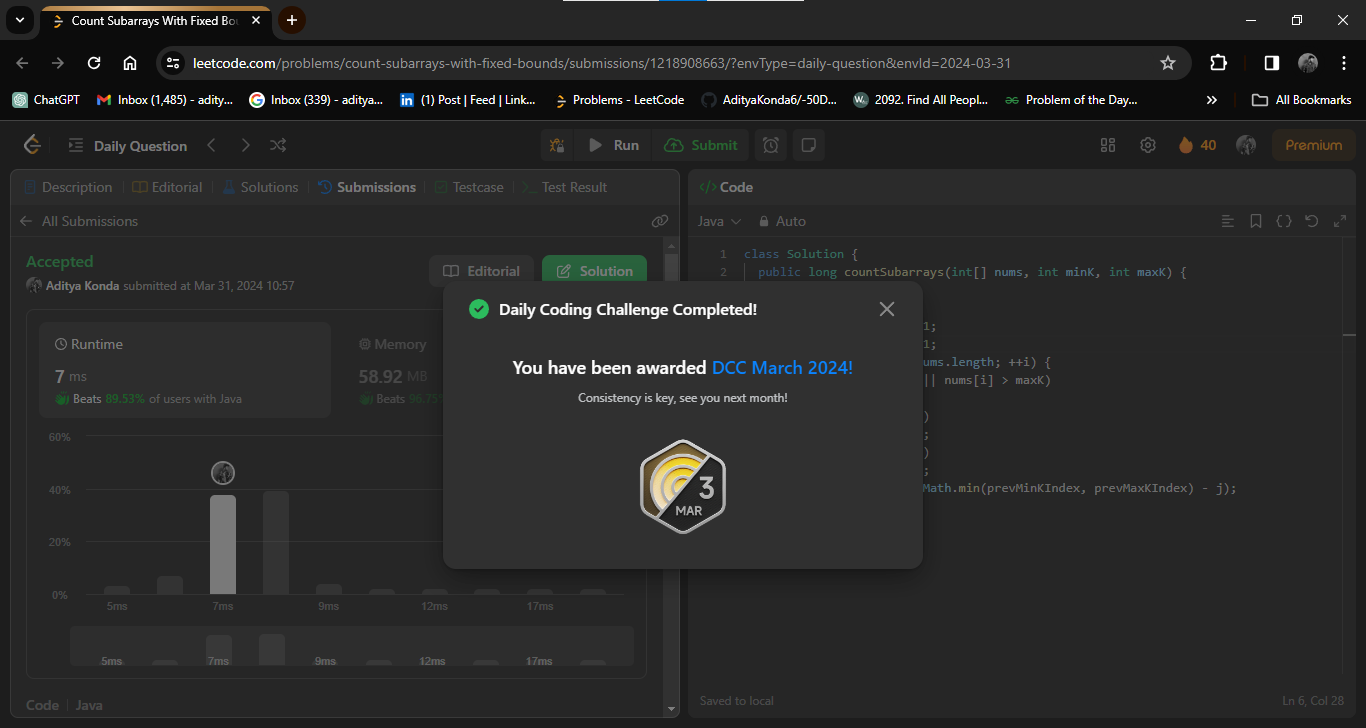 Count Subarrays With Fixed Bou
leetcode.com/problems/count-subarrays-with-fixed-bounds/submissions/1218908663/?envType=daily-question&envId=2024-03-31
ChatGPT
Inbox (1,485) - adity...
Inbox (339) - aditya...
(1) Post | Feed | Link...
Problems - LeetCode
AdityaKonda6/-50D...
2092. Find All Peopl...
Problem of the Day...
»
All Bookmarks
Daily Question
Run
Submit
40
Premium
Description
Editorial
Solutions
Submissions
Testcase
Test Result
All Submissions
Accepted
Aditya Konda submitted at Mar 31, 2024 10:57
Editorial
Solution
Runtime
7 ms
Beats 89.53% of users with Java
Memory
58.92 MB
Beats 96.75%
60%
40%
20%
0%
5ms 7ms 9ms 12ms 17ms
5ms 7ms 9ms 12ms 17ms
Code | Java
</> Code
Java
Auto
1 class Solution {
2 public long countSubarrays(int[] nums, int minK, int maxK) {
1;
1;
ums.length; ++i) {
|| nums[i] > maxK)
)
;
)
;
Math.min(prevMinKIndex, prevMaxKIndex) - j);
Saved to local
Ln 6, Col 28
Daily Coding Challenge Completed!
You have been awarded DCC March 2024!
Consistency is key, see you next month!
3
MAR